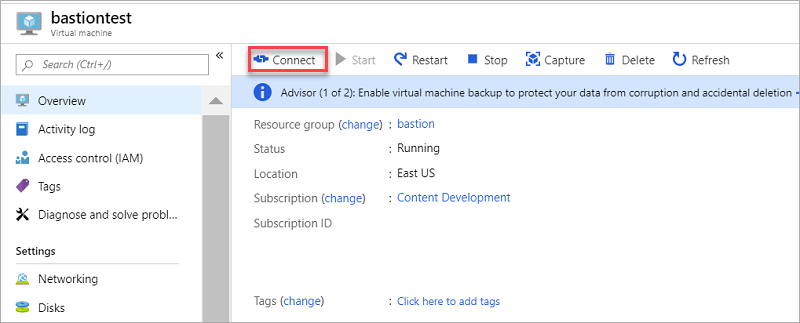 bastiontest
Virtual machine
Search (Ctrl+/)
«
Overview
Activity log
Access control (IAM)
Tags
Diagnose and solve probl...
Settings
Networking
Disks
Connect Start Restart Stop Capture Delete Refresh
Advisor (1 of 2): Enable virtual machine backup to protect your data from corruption and accidental deletion
Resource group (change) : bastion
Status : Running
Location : East US
Subscription (change) : Content Development
Subscription ID
Tags (change) : Click here to add tags